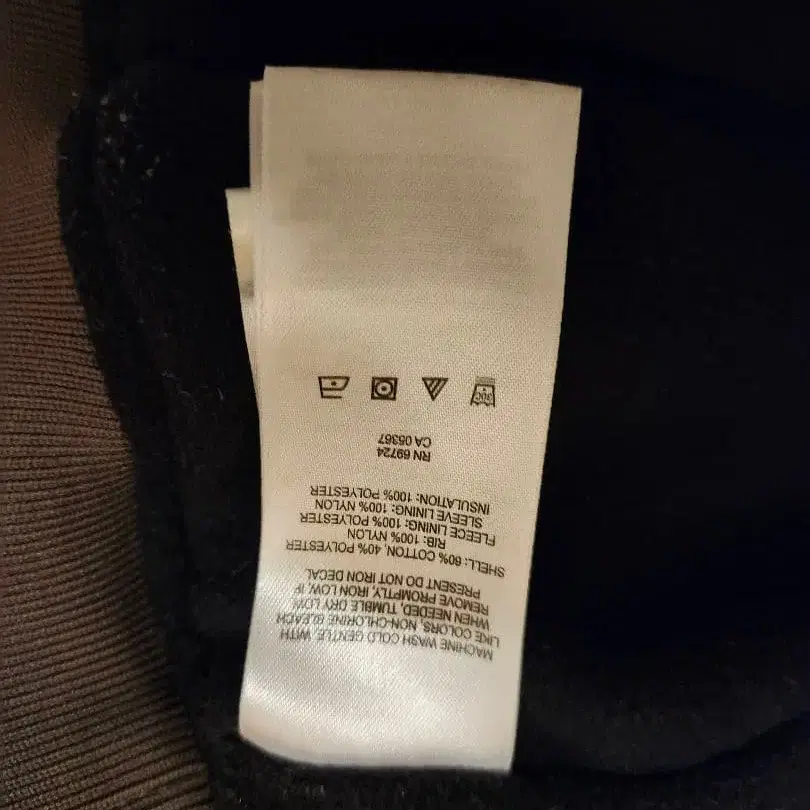 MACHINE WASH COLD GENTLE, WITH
LIKE COLORS, NON-CHLORINE BLEACH
WHEN NEEDED, TUMBLE DRY LOW
REMOVE PROMPTLY, IRON LOW, IF
PRESENT DO NOT IRON DECAL
SHELL: 60% COTTON, 40% POLYESTER
RIB: 100% NYLON
FLEECE LINING: 100% POLYESTER
SLEEVE LINING: 100% NYLON
INSULATION: 100% POLYESTER
RN 69724
CA 05367
30C